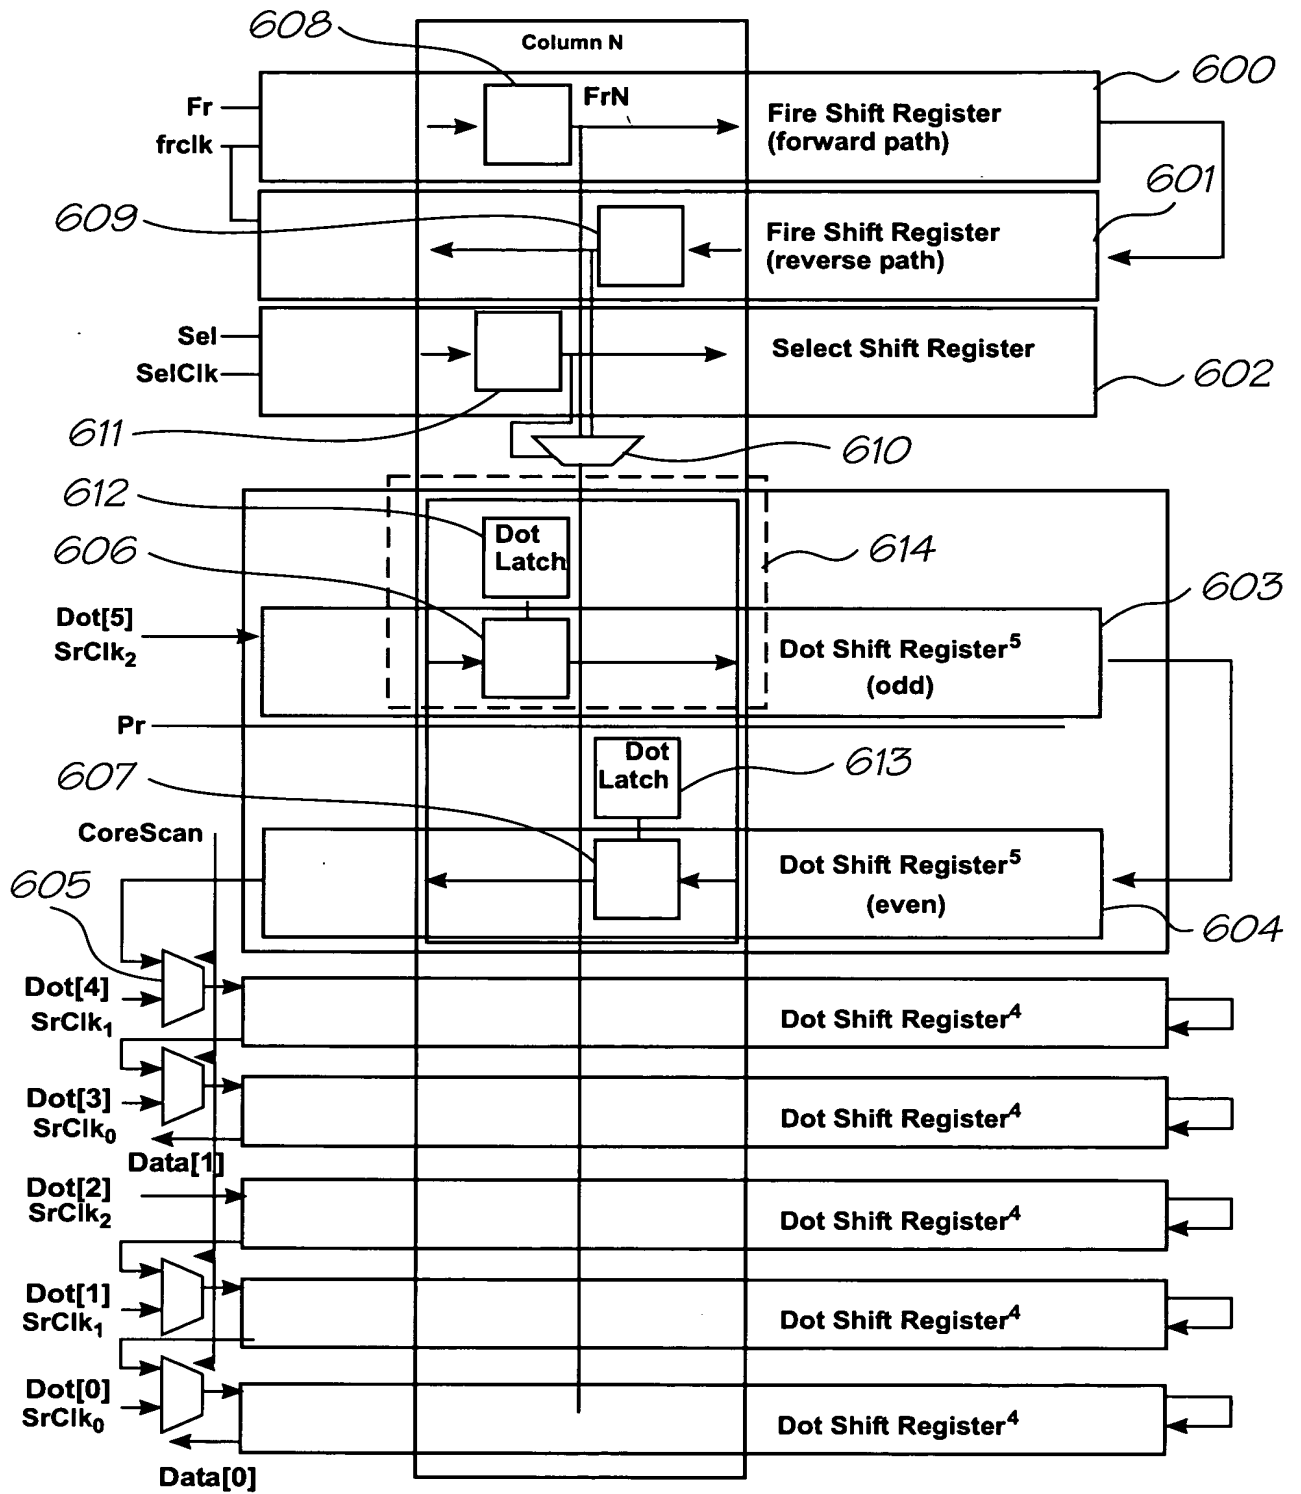 608
Column N
600
Fr
FrN
Fire Shift Register
(forward path)
frclk
601
609
Fire Shift Register
(reverse path)
Sel
SelClk
Select Shift Register
602
611
610
612
Dot
Latch
606
614
603
Dot[5]
SrClk2
Dot Shift Register5
(odd)
Pr
607
Dot
Latch
613
CoreScan
Dot Shift Register5
(even)
605
604
Dot[4]
SrClk1
Dot Shift Register4
Dot[3]
SrClk0
Dot Shift Register4
Data[1]
Dot[2]
SrClk2
Dot Shift Register4
Dot[1]
SrClk1
Dot Shift Register4
Dot[0]
SrClk0
Dot Shift Register4
Data[0]